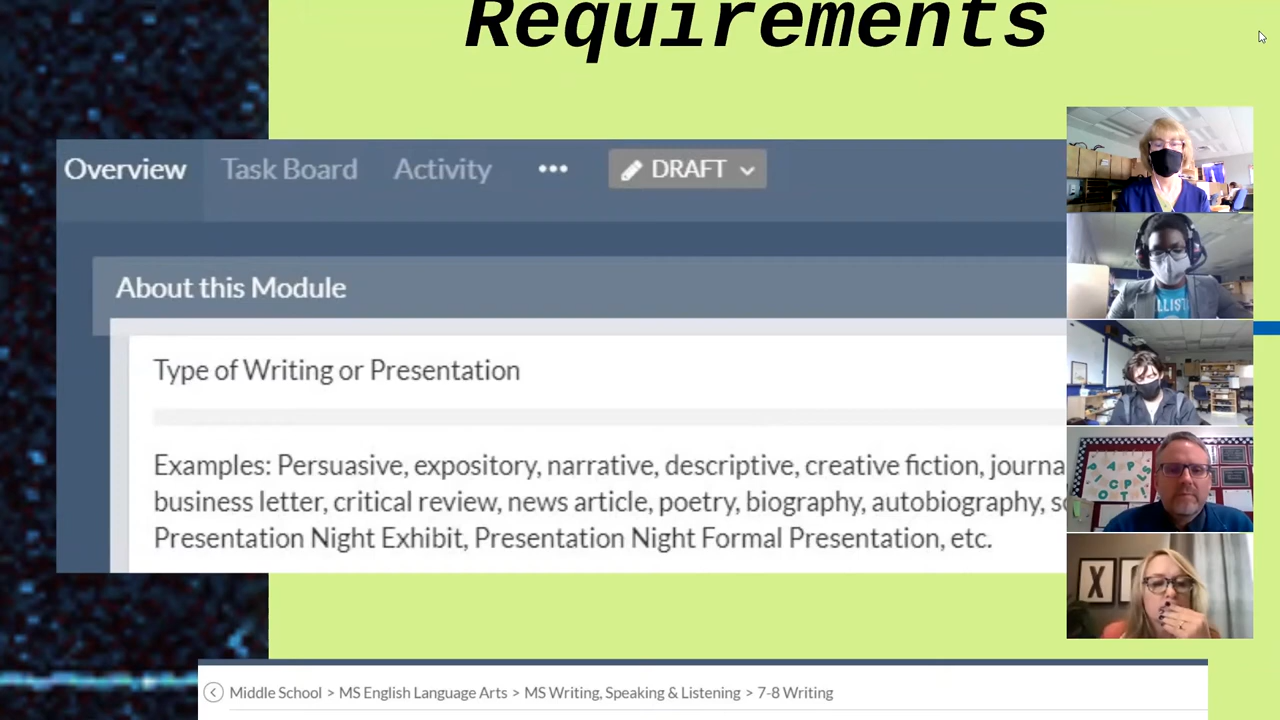 Requirements
Overview Task Board Activity ••• DRAFT
About this Module
Type of Writing or Presentation
Examples: Persuasive, expository, narrative, descriptive, creative fiction,
business letter, critical review, news article, poetry, biography, autobiography,
Presentation Night Exhibit, Presentation Night Formal Presentation, etc.
Middle School > MS English Language Arts > MS Writing, Speaking & Listening > 7-8 Writing